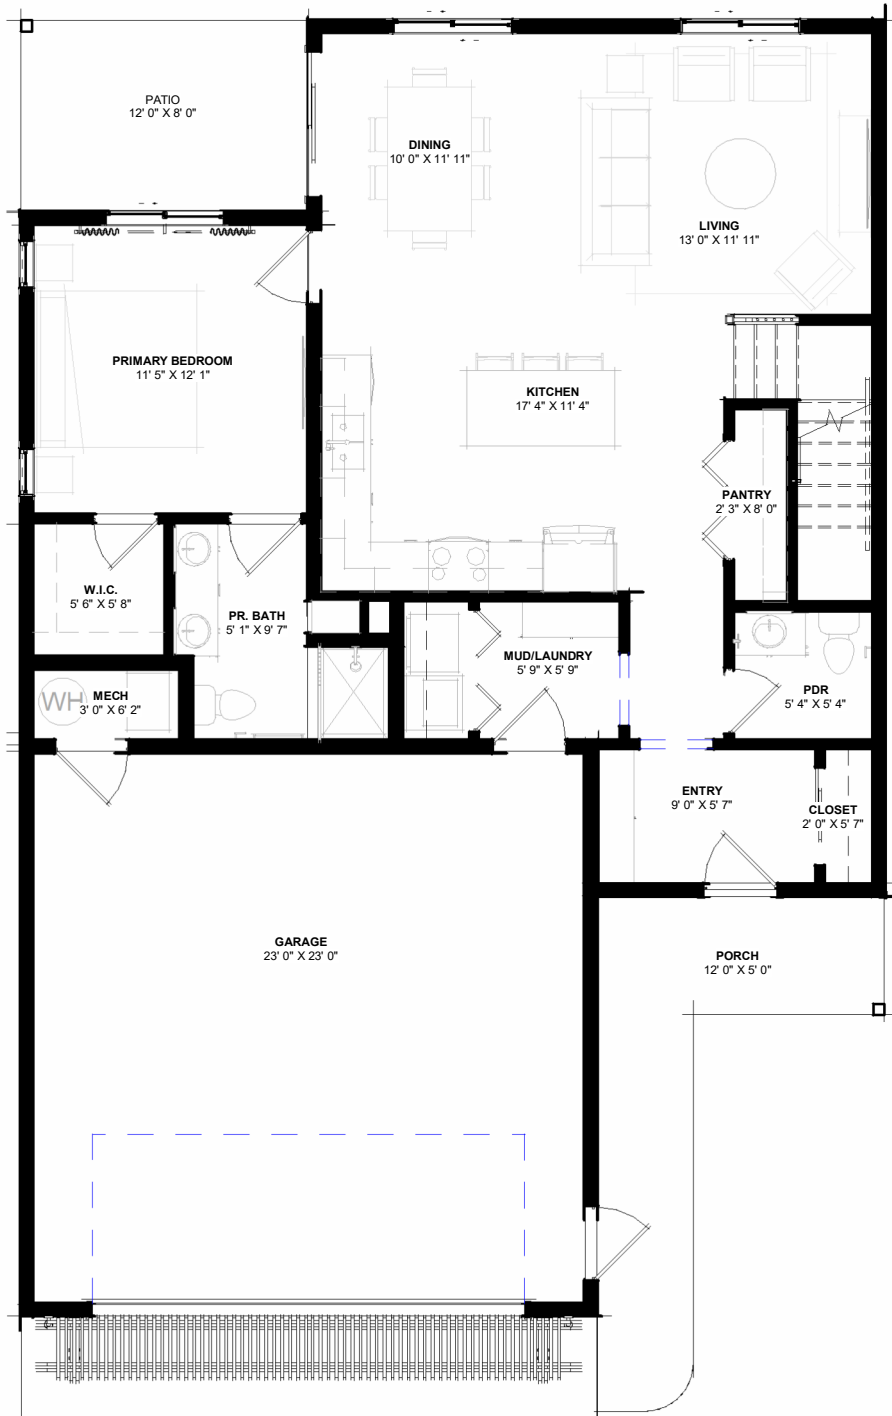 PATIO
12' 0" X 8' 0"
DINING
10' 0" X 11' 11"
LIVING
13' 0" X 11' 11"
PRIMARY BEDROOM
11' 5" X 12' 1"
KITCHEN
17' 4" X 11' 4"
PANTRY
2' 3" X 8' 0"
W.I.C.
5' 6" X 5' 8"
PR. BATH
5' 1" X 9' 7"
MUD/LAUNDRY
5' 9" X 5' 9"
PDR
5' 4" X 5' 4"
WH
MECH
3' 0" X 6' 2"
ENTRY
9' 0" X 5' 7"
CLOSET
2' 0" X 5' 7"
GARAGE
23' 0" X 23' 0"
PORCH
12' 0" X 5' 0"